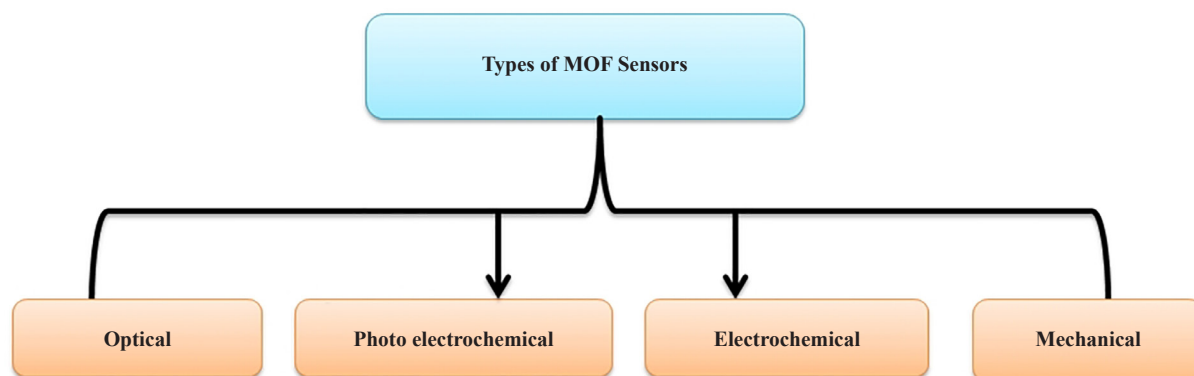 Types of MOF Sensors
Optical
Photo electrochemical
Electrochemical
Mechanical